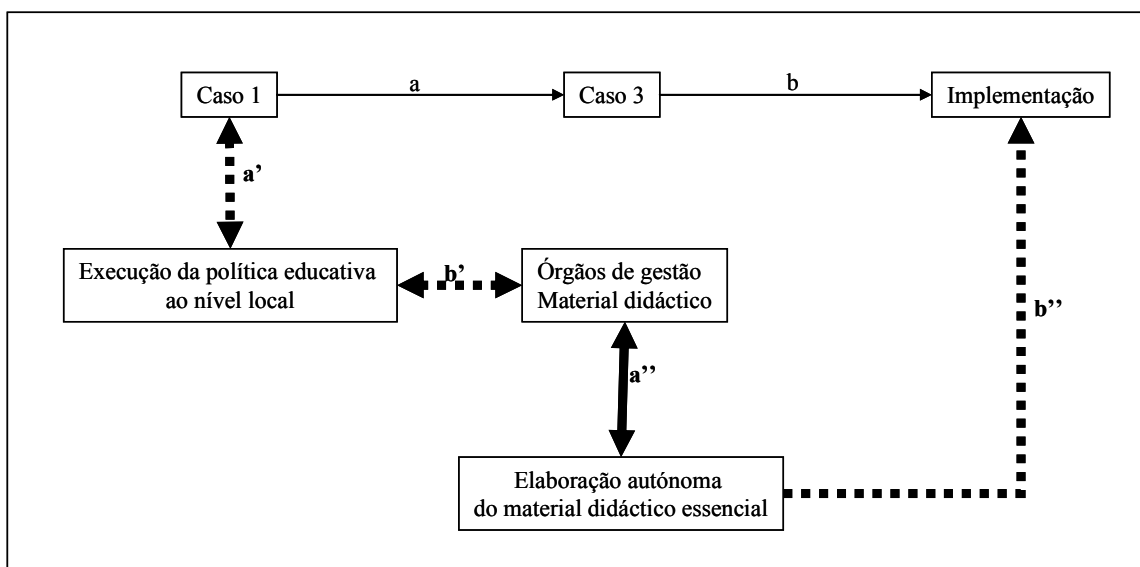 Caso 1
a
Caso 3
b
Implementação
a’
Execução da política educativa
ao nível local
b’
Órgãos de gestão
Material didáctico
b’’
a’’
Elaboração autónoma
do material didáctico essencial